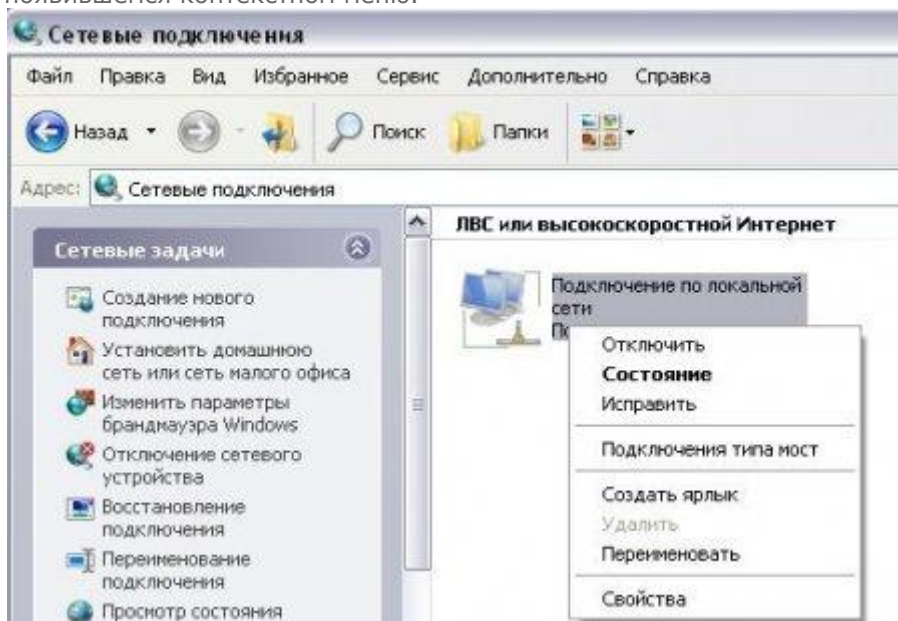 появившемся контекстном меню.
Сетевые подключения
Файл Правка Вид Избранное Сервис Дополнительно Справка
Назад Поиск Папки
Адрес: Сетевые подключения
Сетевые задачи
Создание нового
подключения
Установить домашнюю
сеть или сеть малого офиса
Изменить параметры
брандмауэра Windows
Отключение сетевого
устройства
Восстановление
подключения
Переименование
подключения
Просмотр состояния
ЛВС или высокоскоростной Интернет
Подключение по локальной
сети
Отключить
Состояние
Исправить
Подключения типа мост
Создать ярлык
Удалить
Переименовать
Свойства